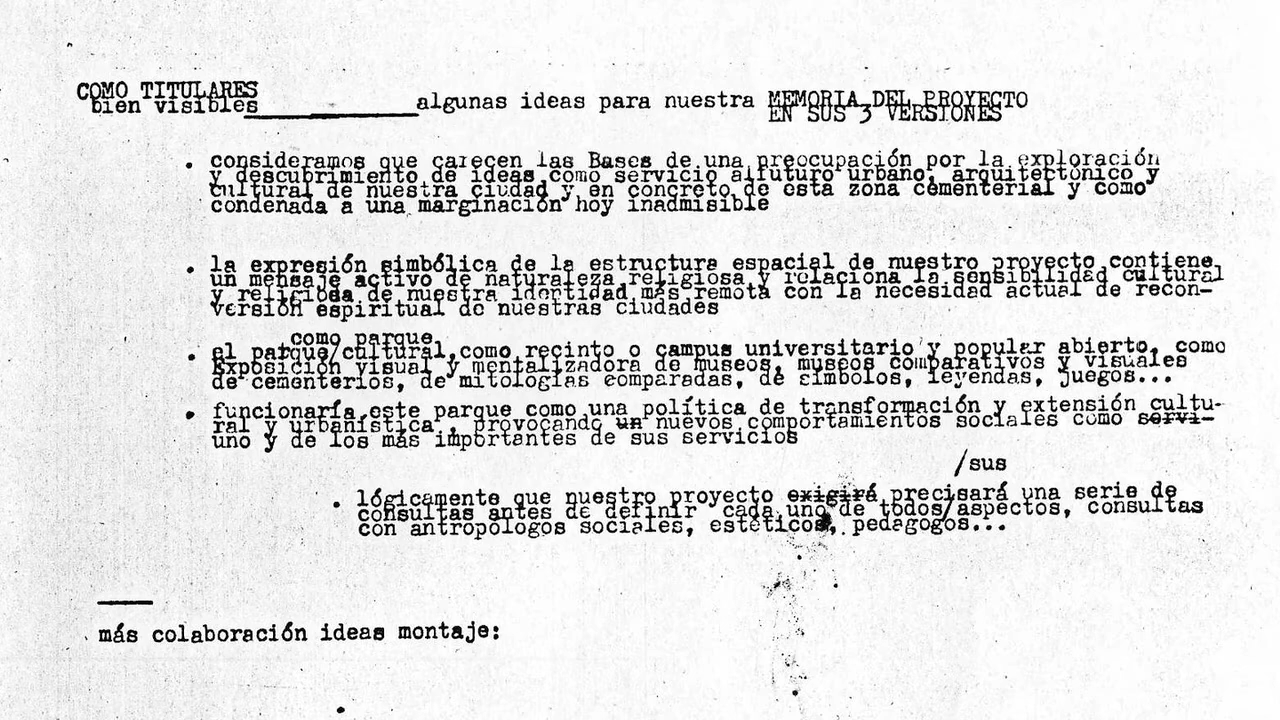 COMO TITULARES
bien visibles__________algunas ideas para nuestra MEMORIA DEL PROYECTO
EN SUS 3 VERSIONES
. consideramos que carecen las Bases de una preocupación por la exploración
y descubrimiento de ideas como servicio al futuro urbano, arquitectónico y
cultural de nuestra ciudad y en concreto de esta zona cementerial y como
condenada a una marginación hoy inadmisible
. la expresión simbólica de la estructura espacial de nuestro proyecto contiene
un mensaje activo de naturaleza religiosa y relaciona la sensibilidad cultural
y religiosa de nuestra identidad más remota con la necesidad actual de recon-
versión espiritual de nuestras ciudades
como parque
. el parque/cultural como recinto o campus universitario y popular abierto, como
Exposición visual y mentalizadora de museos, museos comparativos y visuales
de cementerios, de mitologías comparadas, de símbolos, leyendas, juegos...
. funcionaría este parque como una política de transformación y extensión cultu-
ral y urbanística, provocando un nuevos comportamientos sociales como servi-
uno y de los más importantes de sus servicios
/sus
. lógicamente que nuestro proyecto exigirá precisará una serie de
consultas antes de definir cada uno de todos/aspectos, consultas
con antropólogos sociales, estéticos, pedagogos...
más colaboración ideas montaje: